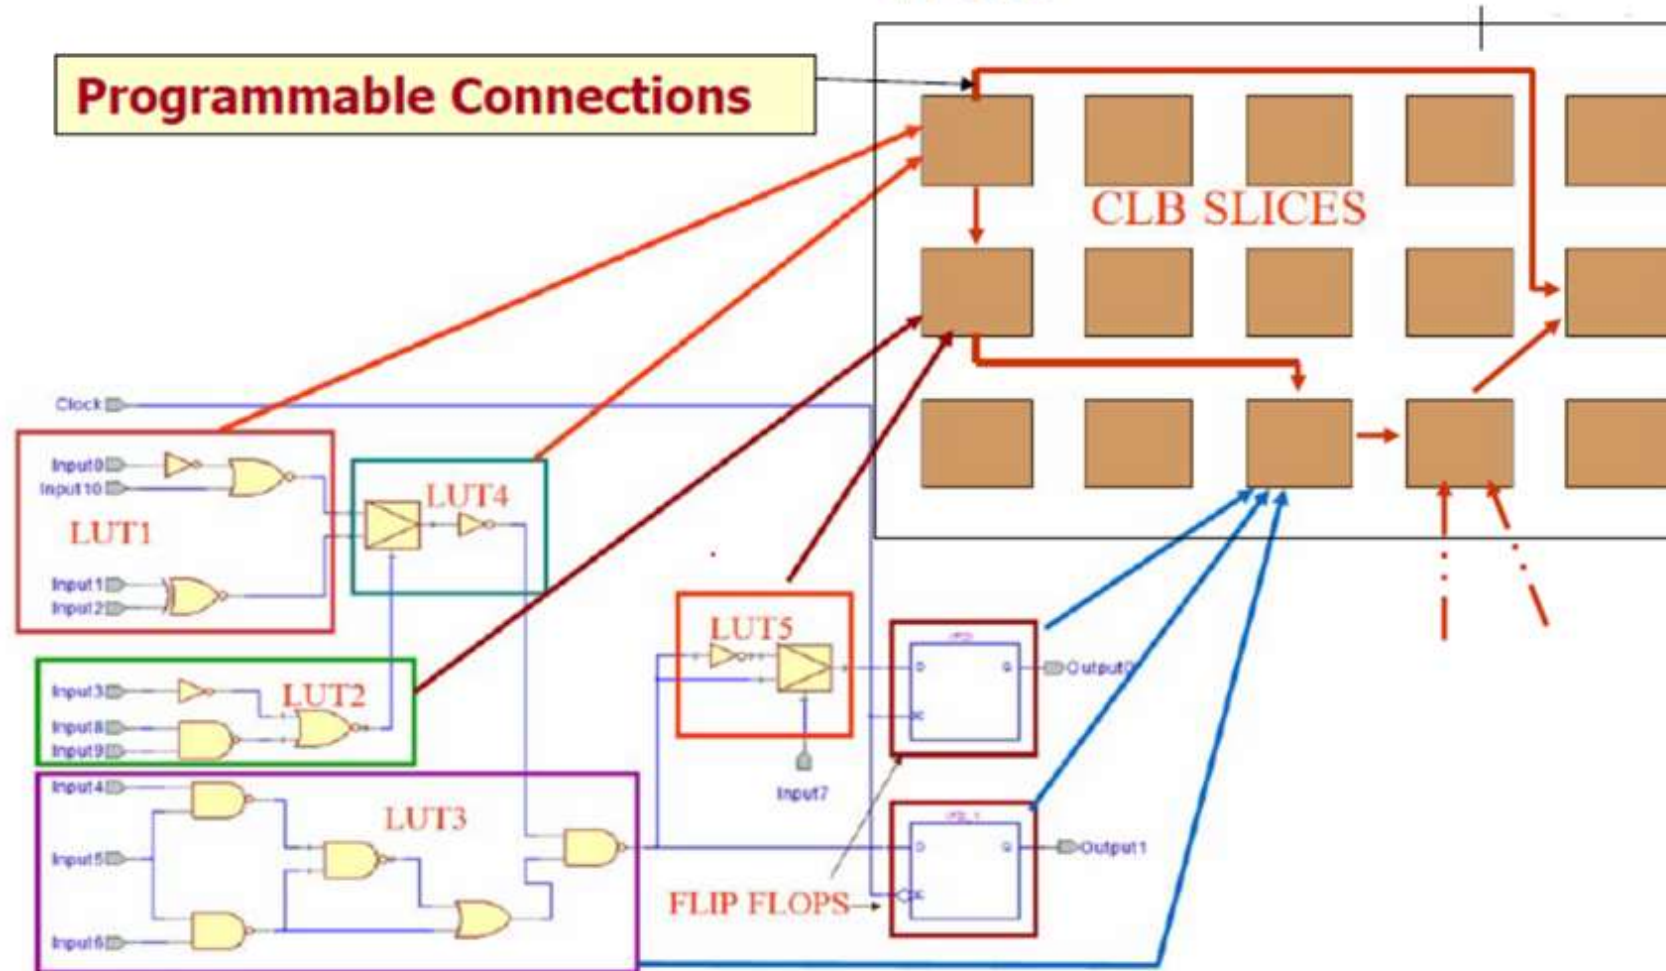 Programmable Connections
CLB SLICES
Clock
Input0
Input10
LUT1
LUT4
Input1
Input2
LUT5
Input3
LUT2
Input8
Input9
Output0
Input7
Input4
LUT3
Input5
Output1
FLIP FLOPS
Input6
D
Q
D
Q